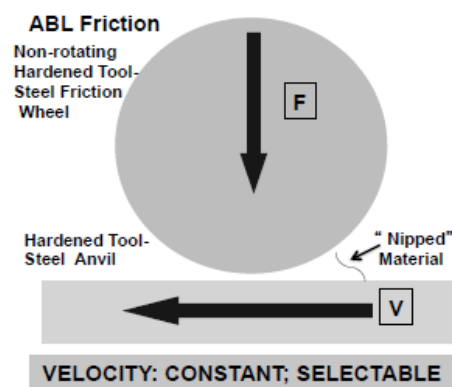 ABL Friction
Non-rotating
Hardened Tool-
Steel Friction
Wheel
F
Hardened Tool-
Steel Anvil
“ Nipped”
Material
V
VELOCITY: CONSTANT; SELECTABLE